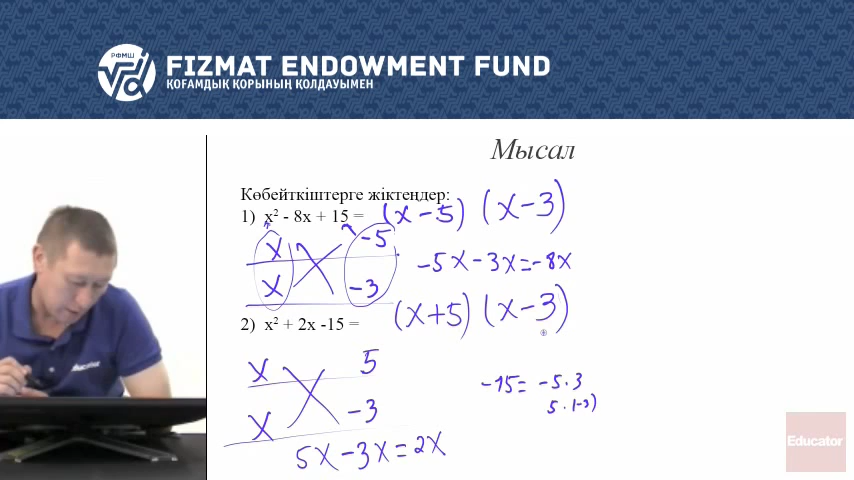 РФМШ
FIZMAT ENDOWMENT FUND
ҚОҒАМДЫҚ ҚОРЫНЫҢ ҚОЛДАУЫМЕН
Мысал
Көбейткіштерге жіктеңдер:
1) x² - 8x + 15 = (x - 5) (x - 3)
x -5
x -3
-5x - 3x = -8x
2) x² + 2x -15 = (x + 5) (x - 3)
x 5
x -3
5x - 3x = 2x
-15 = -5 · 3
5 · (-3)
Educator